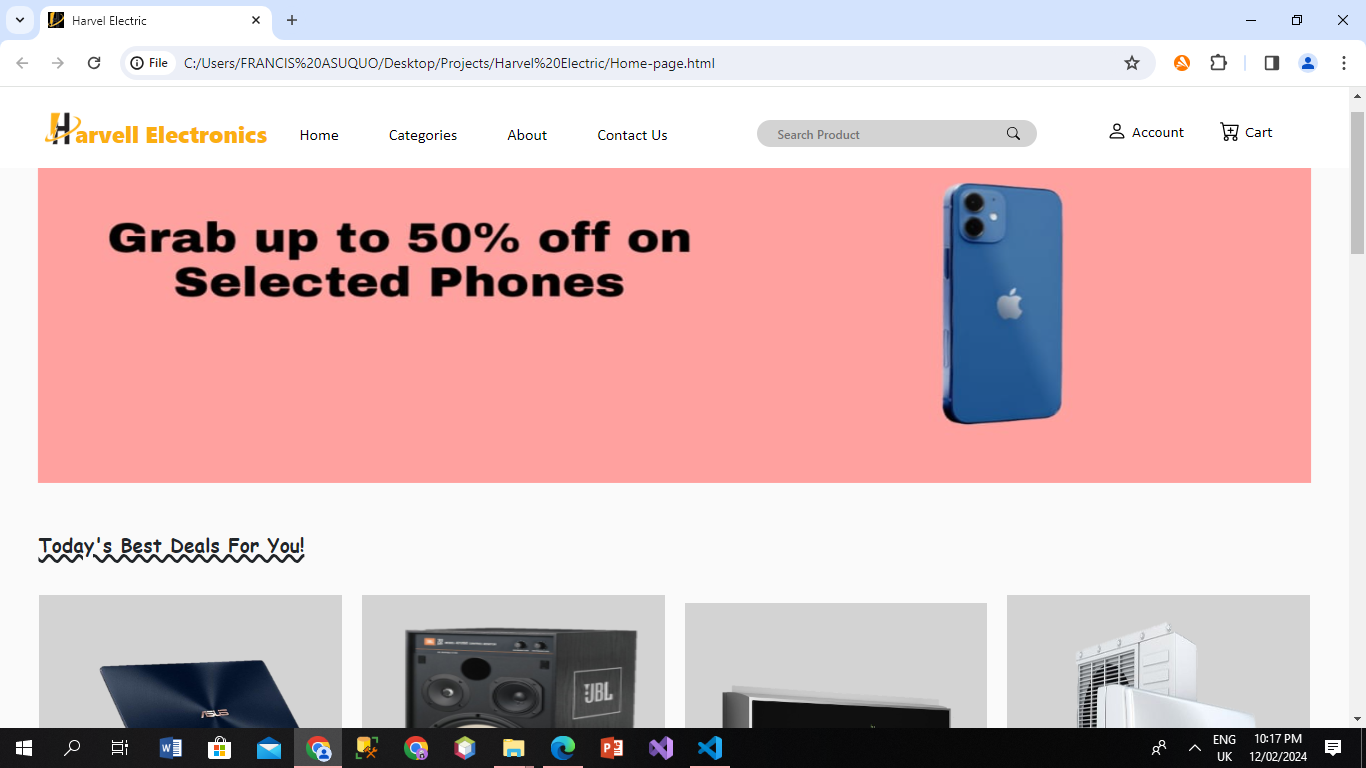 Harvel Electric
File
C:/Users/FRANCIS%20ASUQUO/Desktop/Projects/Harvel%20Electric/Home-page.html
Harvell Electronics
Home
Categories
About
Contact Us
Search Product
Account
Cart
Grab up to 50% off on
Selected Phones
Today's Best Deals For You!
ASUS
JBL
JBL
ENG
UK
10:17 PM
12/02/2024